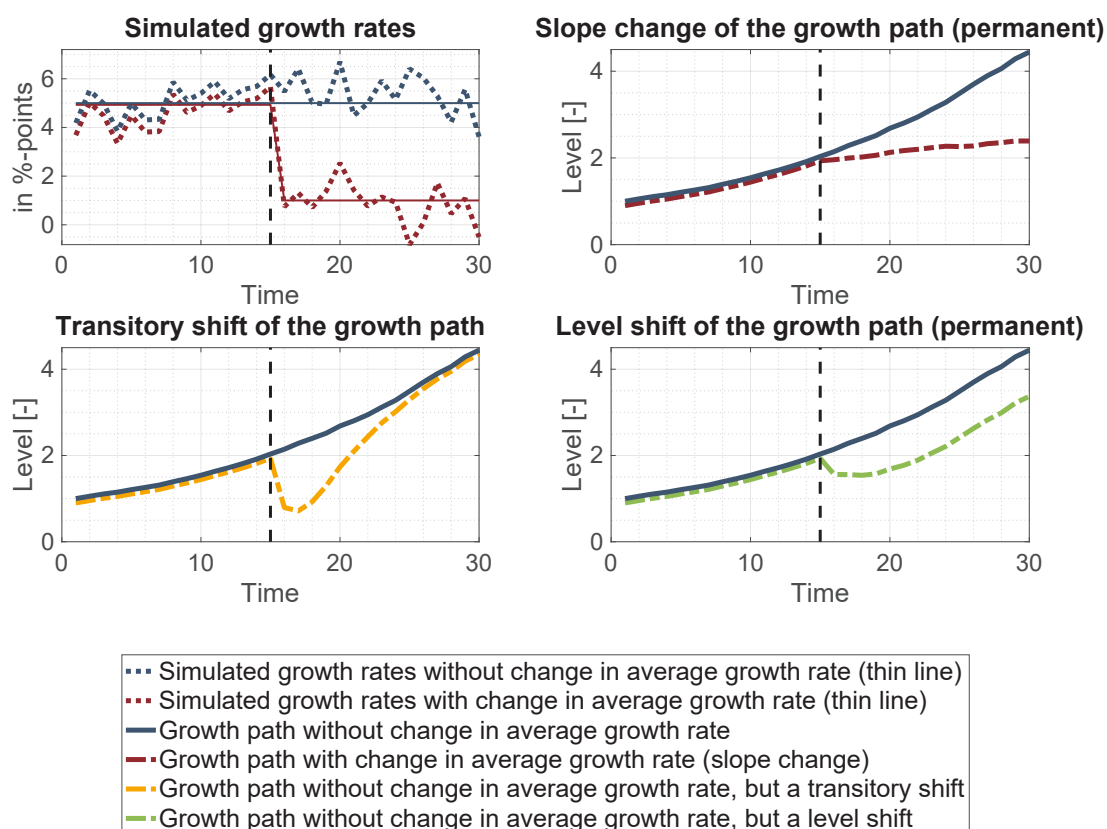 Simulated growth rates
in %-points
6
4
2
0
0
10
20
30
Time
Slope change of the growth path (permanent)
Level [-]
4
2
0
0
10
20
30
Time
Transitory shift of the growth path
Level [-]
4
2
0
0
10
20
30
Time
Level shift of the growth path (permanent)
Level [-]
4
2
0
0
10
20
30
Time
Simulated growth rates without change in average growth rate (thin line)
Simulated growth rates with change in average growth rate (thin line)
Growth path without change in average growth rate
Growth path with change in average growth rate (slope change)
Growth path without change in average growth rate, but a transitory shift
Growth path without change in average growth rate, but a level shift